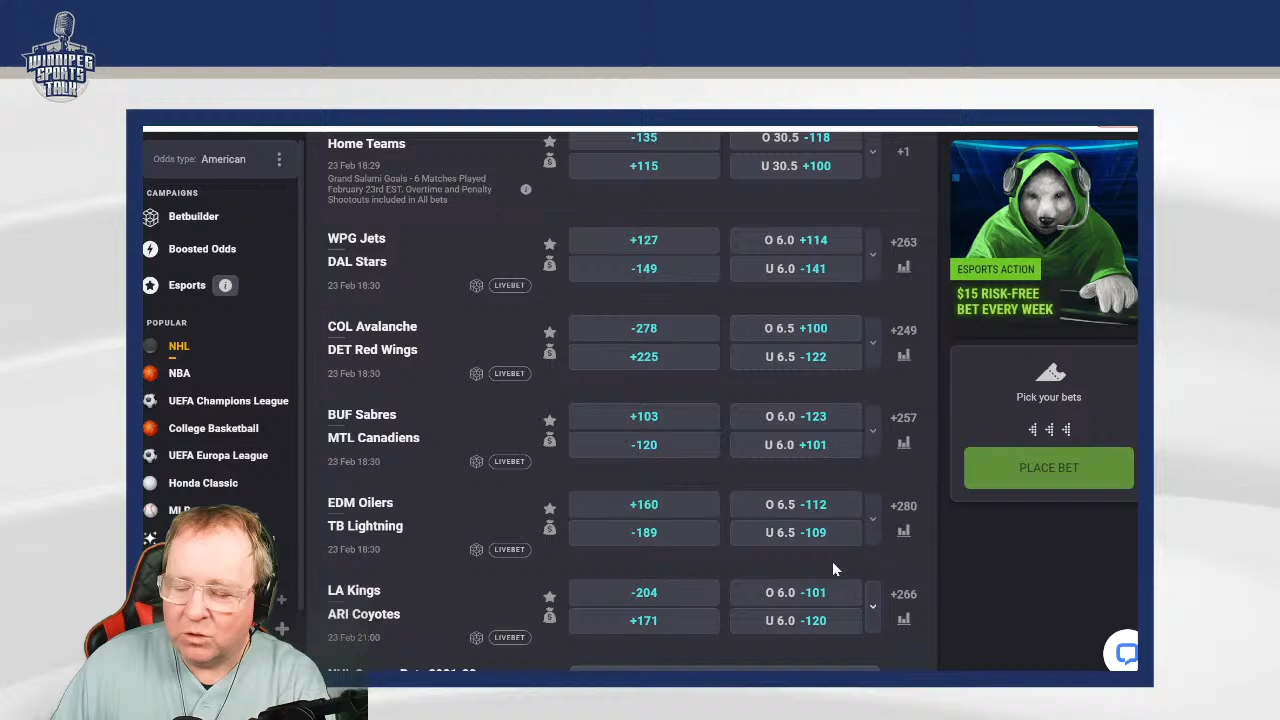 WINNIPEG
SPORTS
TALK
Odds type: American
CAMPAIGNS
Betbuilder
Boosted Odds
Esports i
POPULAR
NHL
NBA
UEFA Champions League
College Basketball
UEFA Europa League
Honda Classic
Home Teams
23 Feb 18:29
Grand Salami Goals - 6 Matches Played
February 23rd EST. Overtime and Penalty
Shootouts included in All bets
-135 O 30.5 -118
+115 U 30.5 +100
+1
WPG Jets
DAL Stars
23 Feb 18:30 LIVEBET
+127 O 6.0 +114
-149 U 6.0 -141
+263
COL Avalanche
DET Red Wings
23 Feb 18:30 LIVEBET
-278 O 6.5 +100
+225 U 6.5 -122
+249
BUF Sabres
MTL Canadiens
23 Feb 18:30 LIVEBET
+103 O 6.0 -123
-120 U 6.0 +101
+257
EDM Oilers
TB Lightning
23 Feb 18:30 LIVEBET
+160 O 6.5 -112
-189 U 6.5 -109
+280
LA Kings
ARI Coyotes
23 Feb 21:00 LIVEBET
-204 O 6.0 -101
+171 U 6.0 -120
+266
ESPORTS ACTION
$15 RISK-FREE
BET EVERY WEEK
Pick your bets
PLACE BET